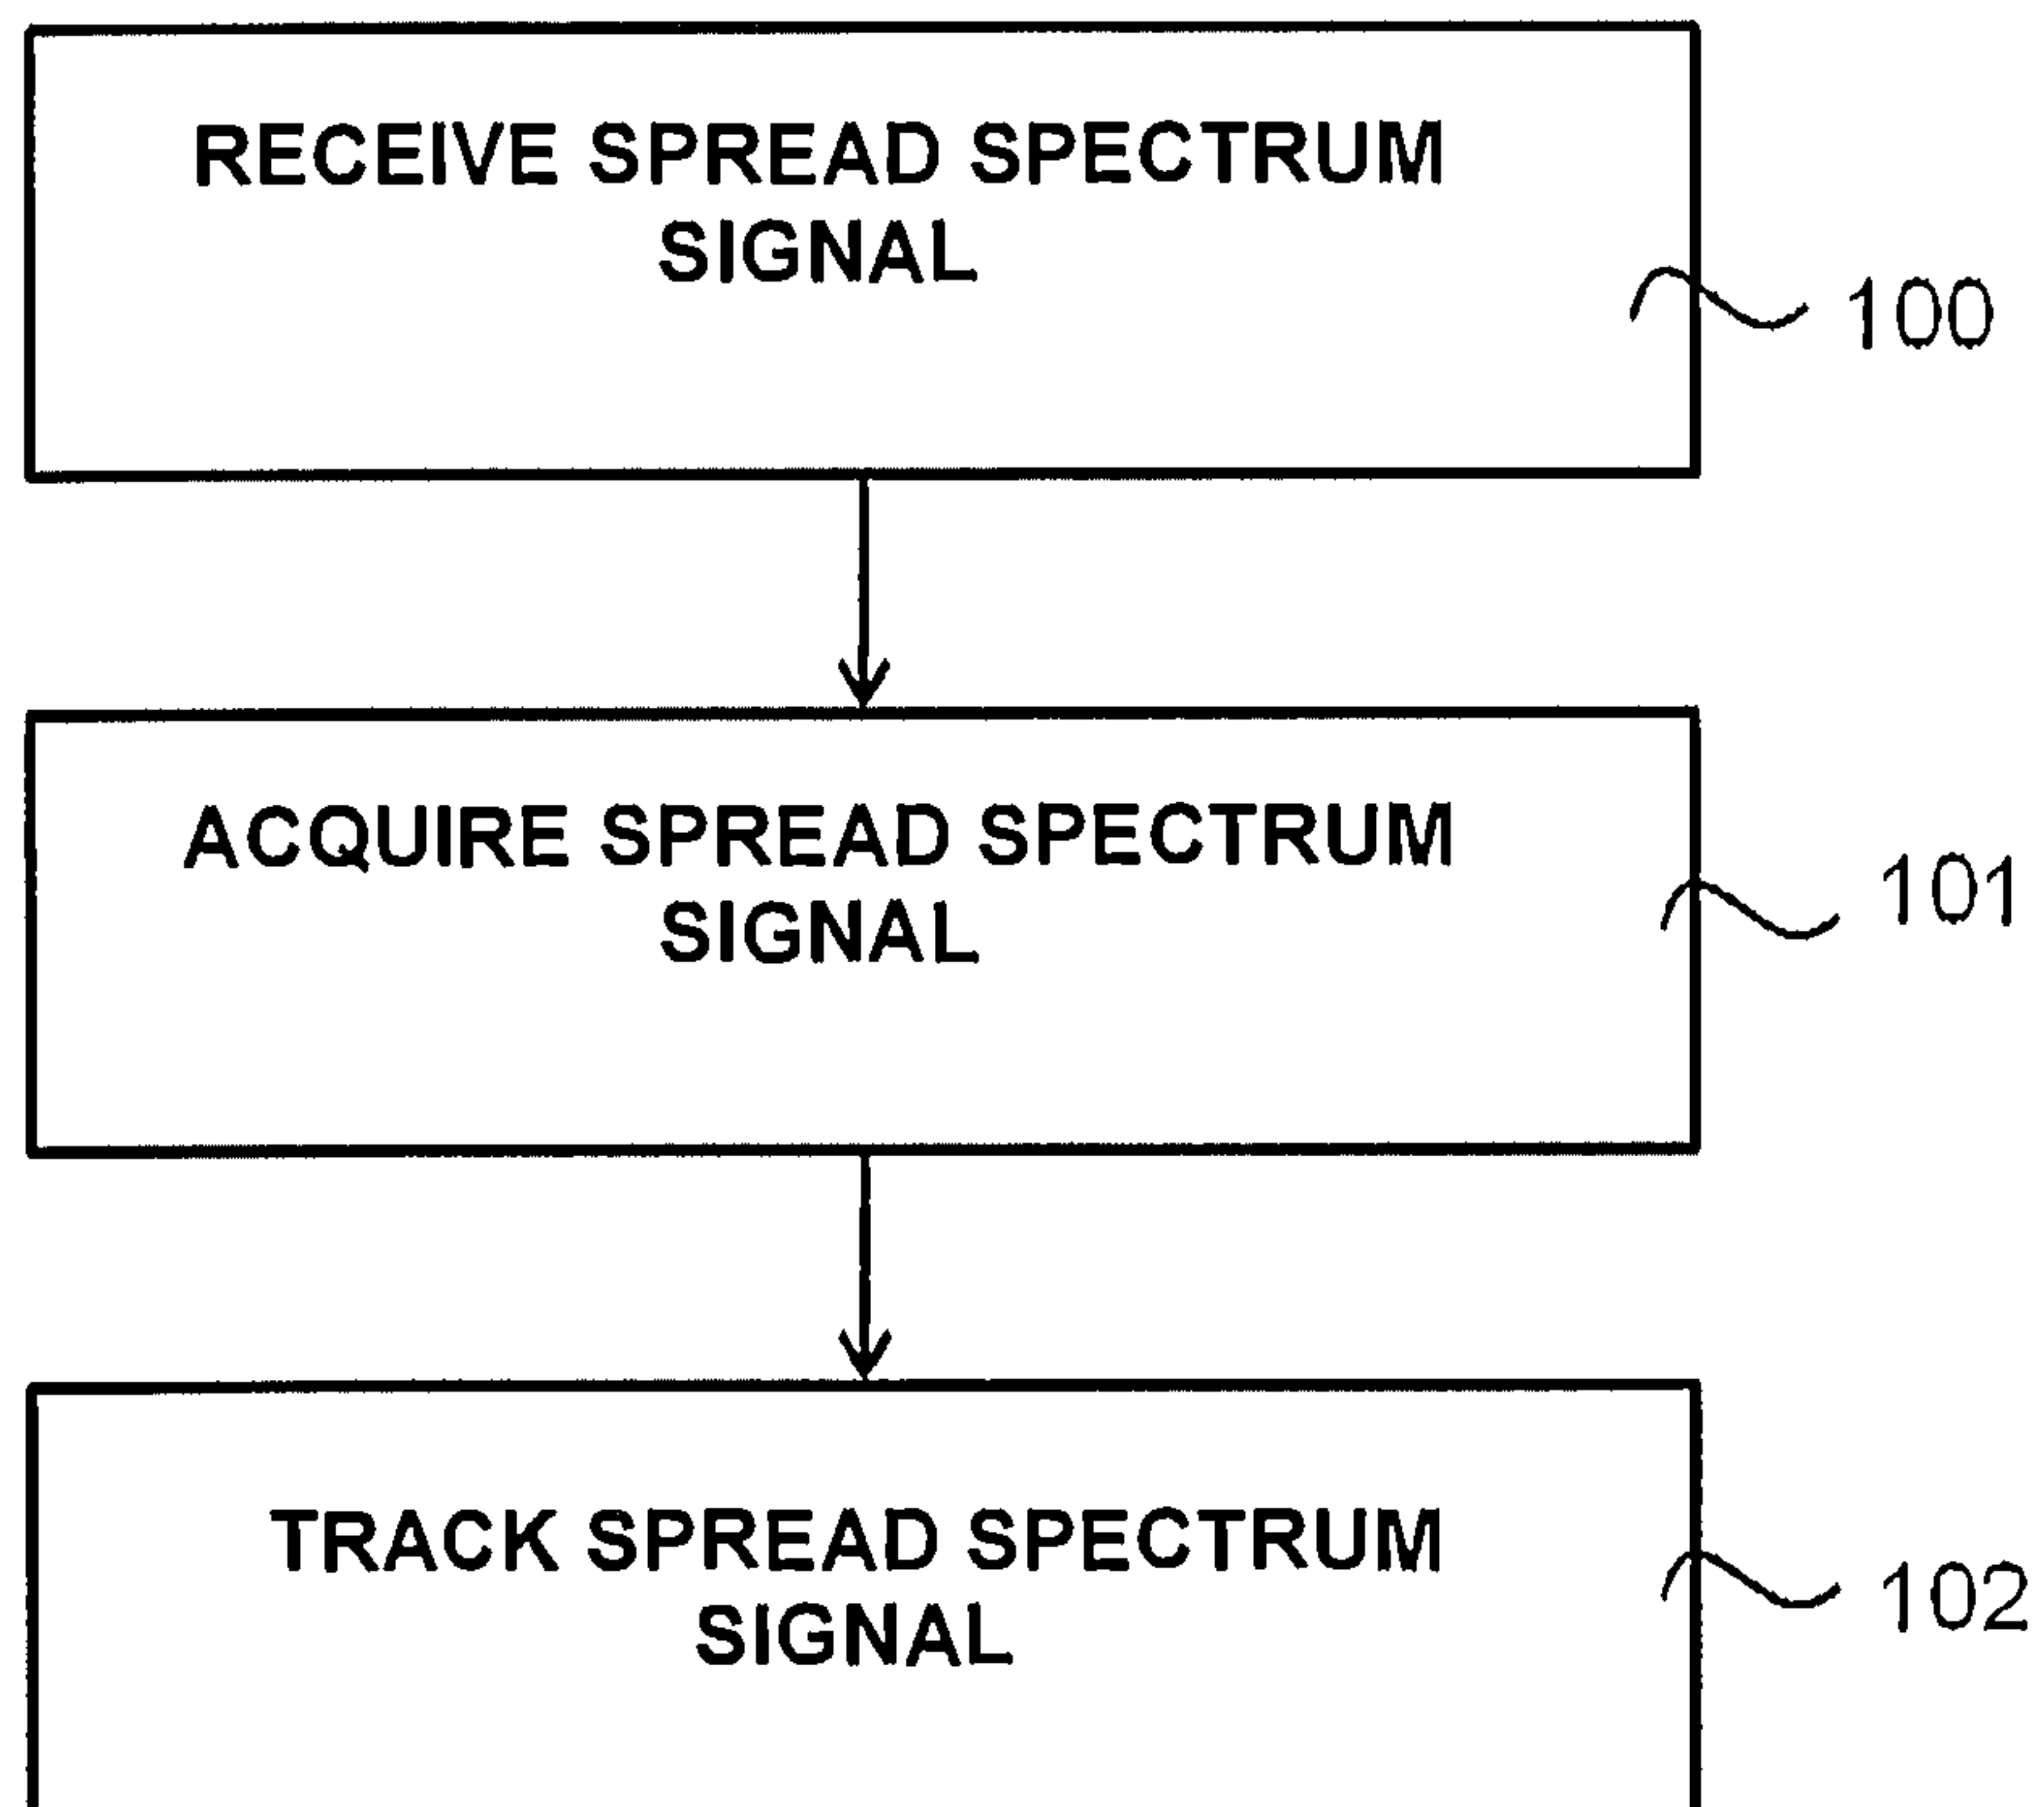 RECEIVE SPREAD SPECTRUM
SIGNAL
100
ACQUIRE SPREAD SPECTRUM
SIGNAL
101
TRACK SPREAD SPECTRUM
SIGNAL
102